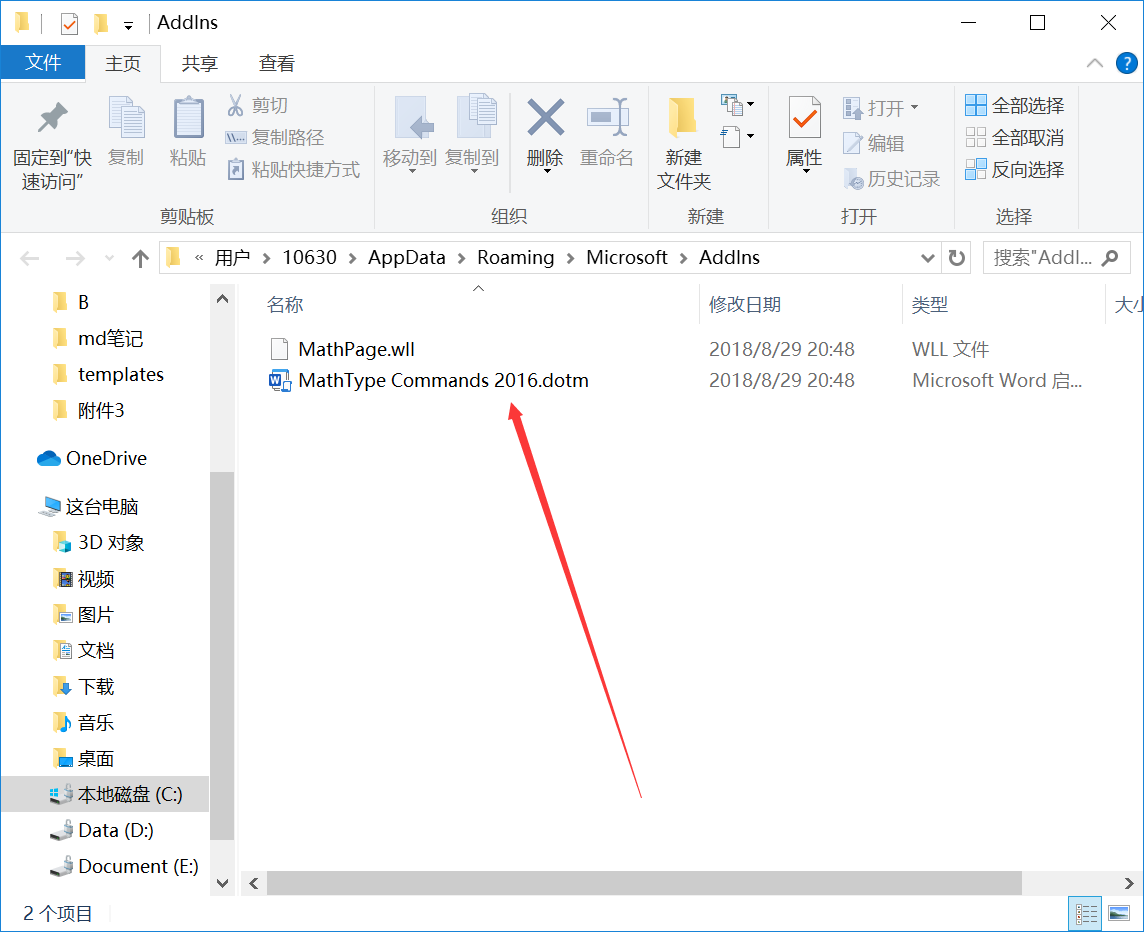 AddIns
文件 主页 共享 查看
固定到“快速访问”
复制
粘贴
剪切
复制路径
粘贴快捷方式
剪贴板
移动到 复制到 删除 重命名
组织
新建
文件夹
新建
属性
打开
编辑
历史记录
打开
全部选择
全部取消
反向选择
选择
« 用户 > 10630 > AppData > Roaming > Microsoft > AddIns
搜索"AddI...
名称 修改日期 类型 大小
MathPage.wll 2018/8/29 20:48 WLL 文件
MathType Commands 2016.dotm 2018/8/29 20:48 Microsoft Word 启...
B
md笔记
templates
附件3
OneDrive
这台电脑
3D 对象
视频
图片
文档
下载
音乐
桌面
本地磁盘 (C:)
Data (D:)
Document (E:)
2 个项目